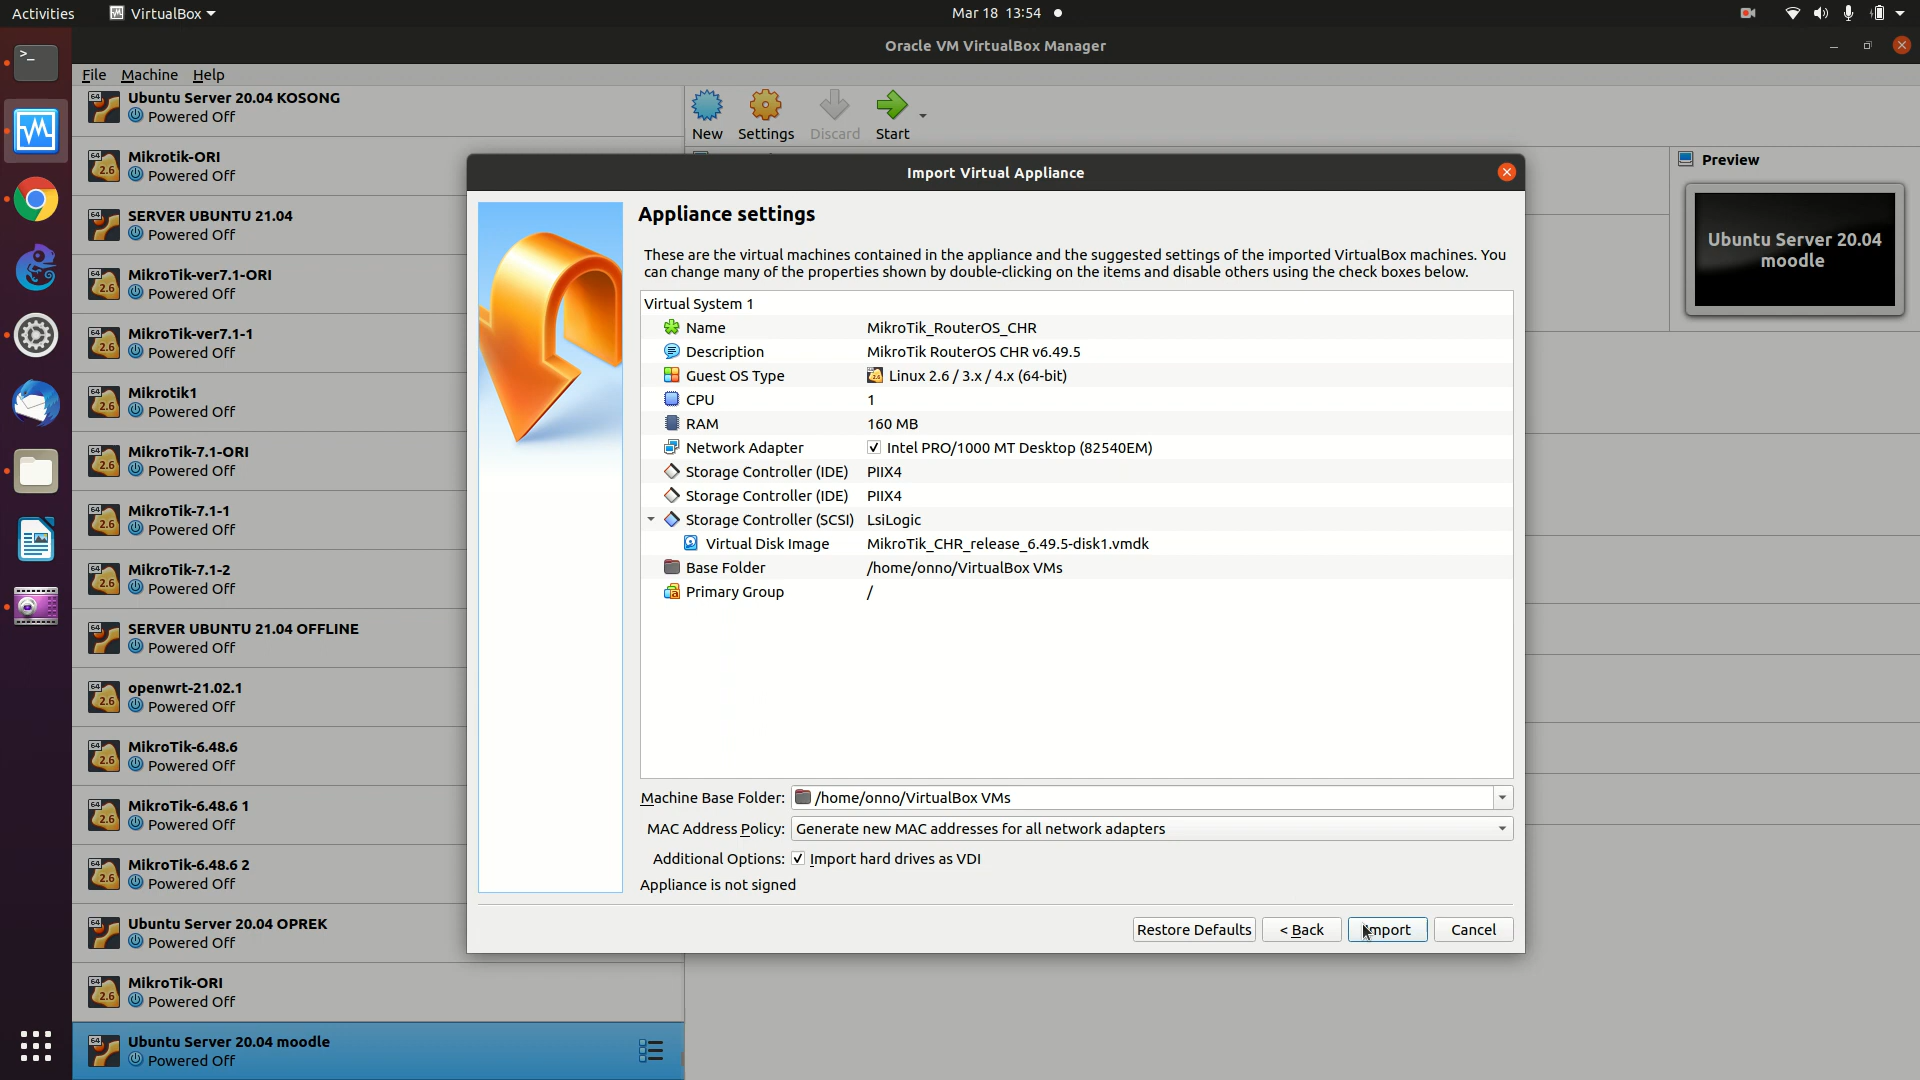 Activities
VirtualBox
Mar 18 13:54
Oracle VM VirtualBox Manager
File Machine Help
Ubuntu Server 20.04 KOSONG
Powered Off
Mikrotik-ORI
Powered Off
SERVER UBUNTU 21.04
Powered Off
MikroTik-ver7.1-ORI
Powered Off
MikroTik-ver7.1-1
Powered Off
Mikrotik1
Powered Off
MikroTik-7.1-ORI
Powered Off
MikroTik-7.1-1
Powered Off
MikroTik-7.1-2
Powered Off
SERVER UBUNTU 21.04 OFFLINE
Powered Off
openwrt-21.02.1
Powered Off
MikroTik-6.48.6
Powered Off
MikroTik-6.48.6 1
Powered Off
MikroTik-6.48.6 2
Powered Off
Ubuntu Server 20.04 OPREK
Powered Off
MikroTik-ORI
Powered Off
Ubuntu Server 20.04 moodle
Powered Off
New Settings Discard Start
Preview
Ubuntu Server 20.04
moodle
Import Virtual Appliance
Appliance settings
These are the virtual machines contained in the appliance and the suggested settings of the imported VirtualBox machines. You
can change many of the properties shown by double-clicking on the items and disable others using the check boxes below.
Virtual System 1
Name MikroTik_RouterOS_CHR
Description MikroTik RouterOS CHR v6.49.5
Guest OS Type Linux 2.6 / 3.x / 4.x (64-bit)
CPU 1
RAM 160 MB
Network Adapter Intel PRO/1000 MT Desktop (82540EM)
Storage Controller (IDE) PIIX4
Storage Controller (IDE) PIIX4
Storage Controller (SCSI) LsiLogic
Virtual Disk Image MikroTik_CHR_release_6.49.5-disk1.vmdk
Base Folder /home/onno/VirtualBox VMs
Primary Group /
Machine Base Folder: /home/onno/VirtualBox VMs
MAC Address Policy: Generate new MAC addresses for all network adapters
Additional Options: Import hard drives as VDI
Appliance is not signed
Restore Defaults < Back Import Cancel